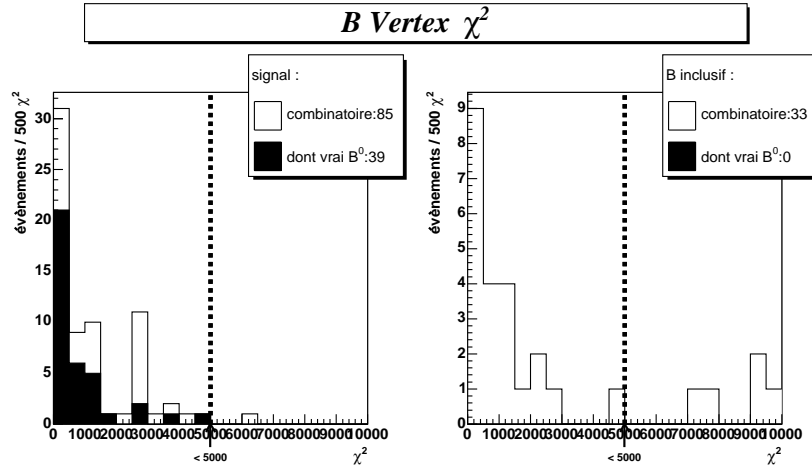 B Vertex χ²
évènements / 500 χ²
signal :
combinatoire:85
dont vrai B⁰:39
30
25
20
15
10
5
0
0 1000 2000 3000 4000 5000 6000 7000 8000 9000 10000
< 5000
χ²
évènements / 500 χ²
B inclusif :
combinatoire:33
dont vrai B⁰:0
9
8
7
6
5
4
3
2
1
0
0 1000 2000 3000 4000 5000 6000 7000 8000 9000 10000
< 5000
χ²